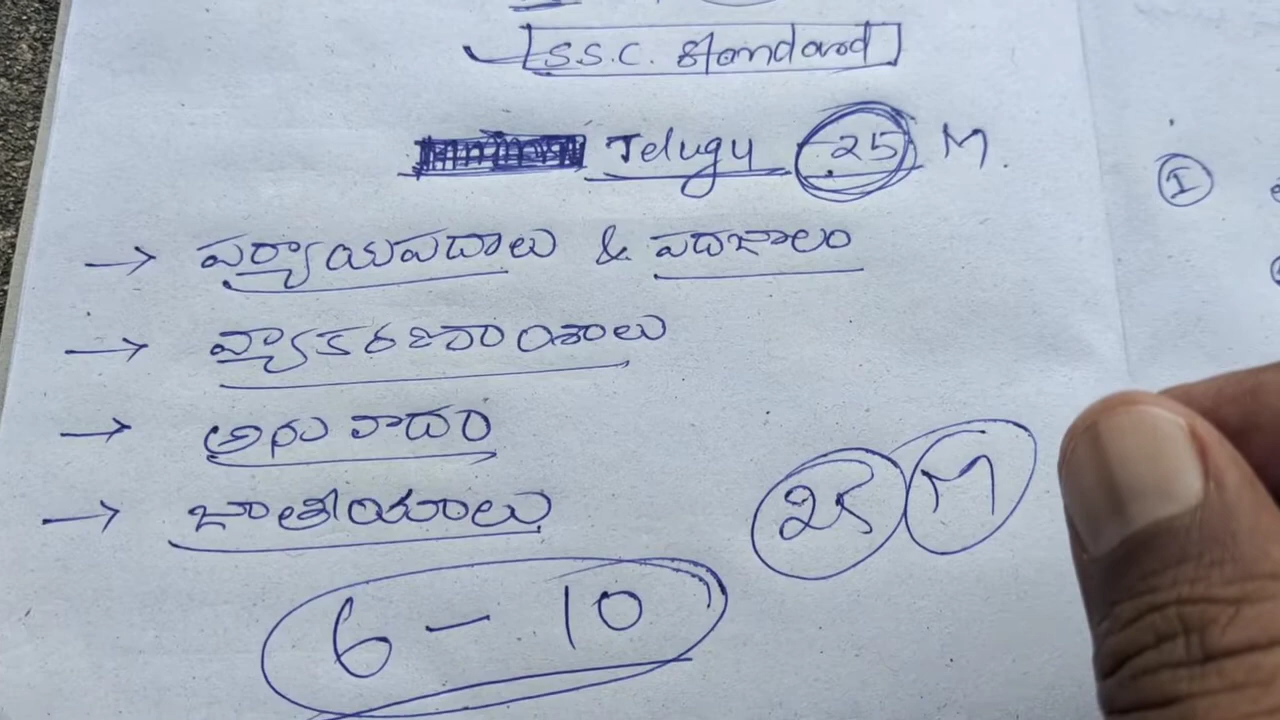 S.S.C. Standard
Telugu 25 M.
→ పర్యాయపదాలు & పదజాలం
→ వ్యాకరణాంశాలు
→ అనువాదం
→ జాతీయాలు
25 M
6 - 10
I